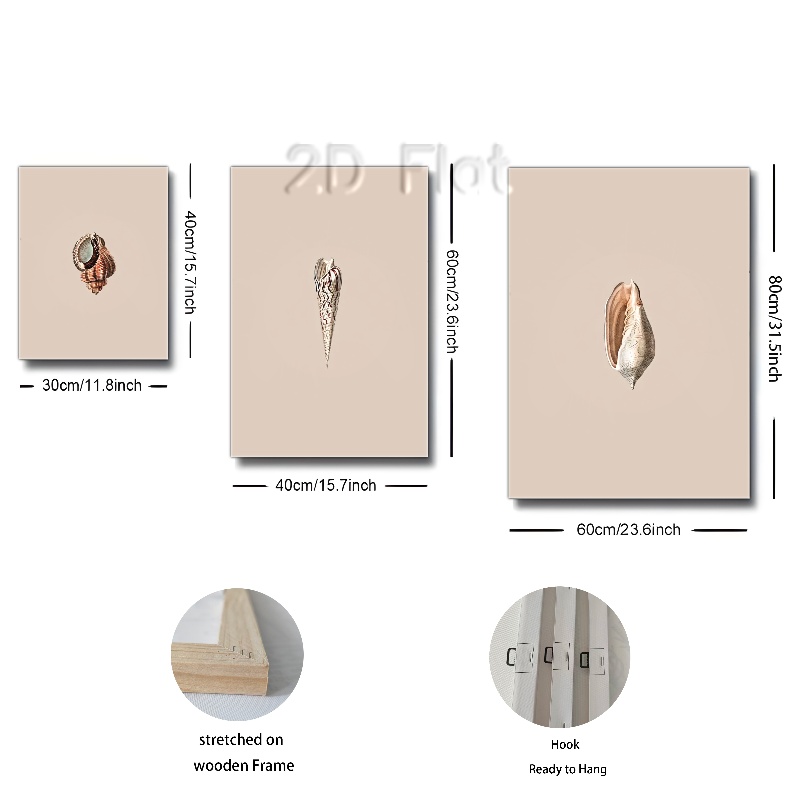 2D Flat
40cm/15.7inch
30cm/11.8inch
60cm/23.6inch
40cm/15.7inch
80cm/31.5inch
60cm/23.6inch
stretched on
wooden Frame
Hook
Ready to Hang